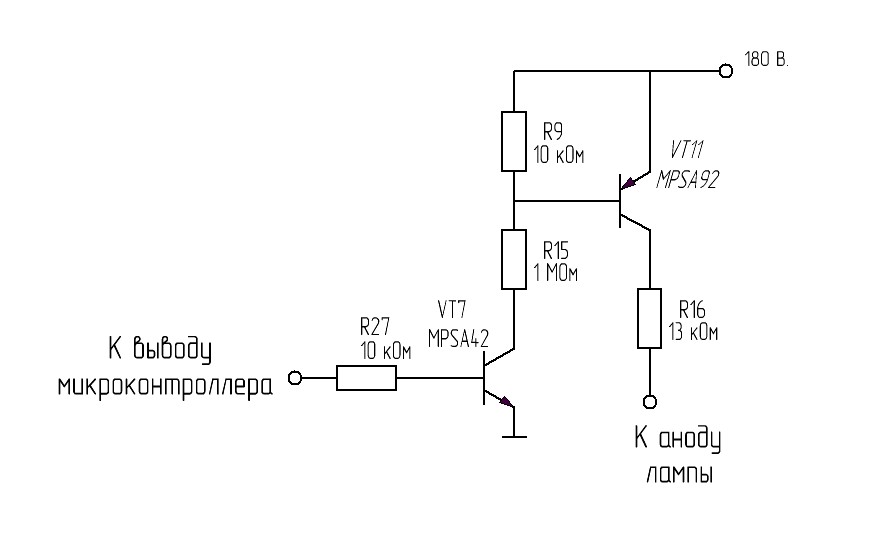 180 В.
R9
10 кОм
VT11
MPSA92
R15
1 МОм
VT7
MPSA42
R16
13 кОм
R27
10 кОм
К выводу
микроконтроллера
К аноду
лампы